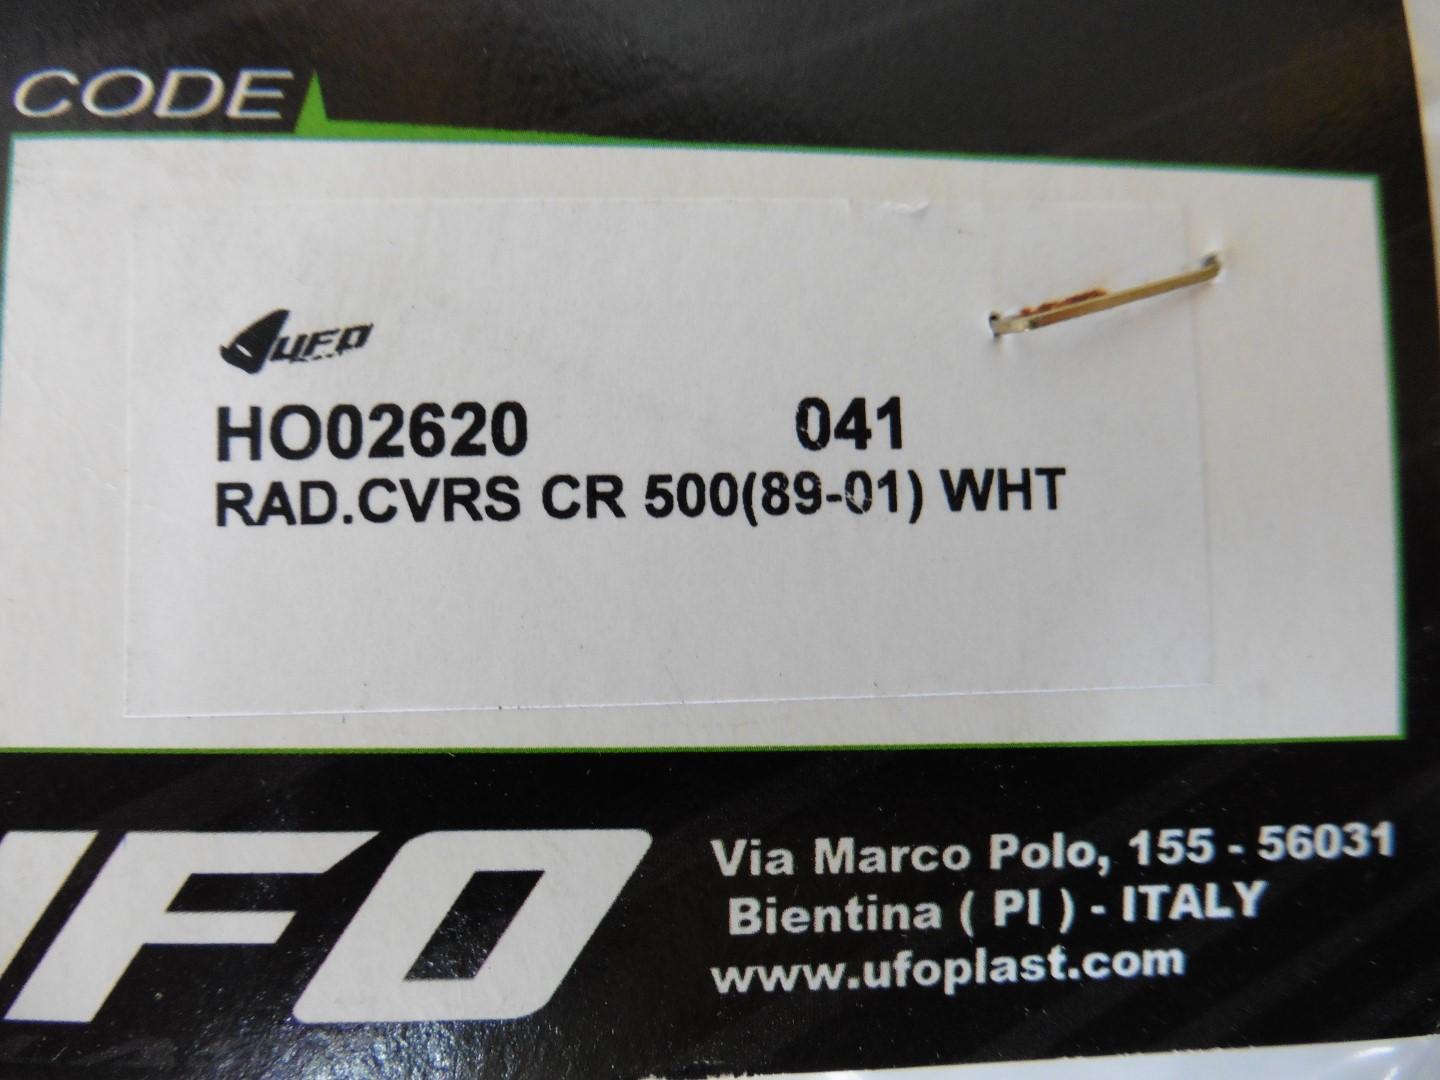 CODE
UFO
HO02620 041
RAD.CVRS CR 500(89-01) WHT
UFO
Via Marco Polo, 155 - 56031
Bientina ( PI ) - ITALY
www.ufoplast.com